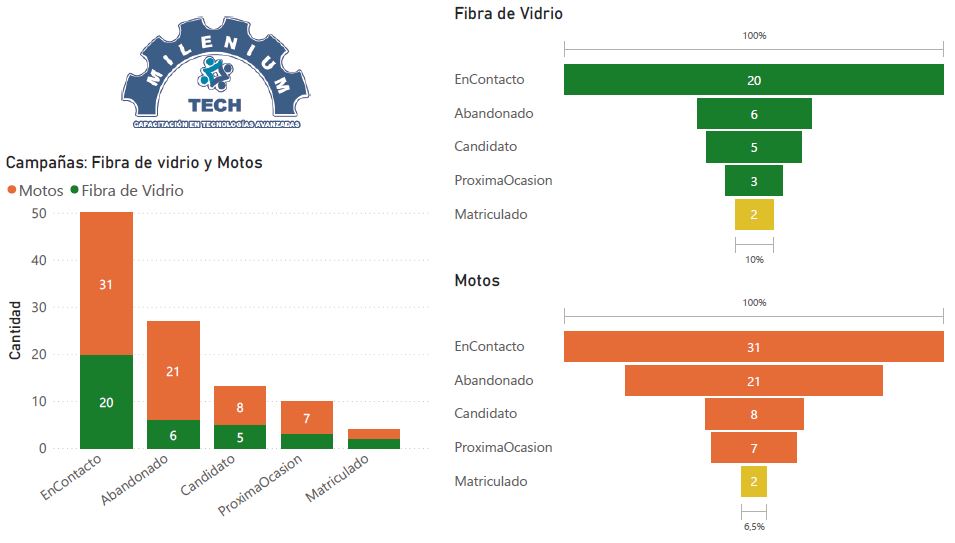 MILENIUM
TECH
CAPACITACIÓN EN TECNOLOGÍAS AVANZADAS
Campañas: Fibra de vidrio y Motos
Motos Fibra de Vidrio
Cantidad
50
40
30
20
10
0
31
20
21
6
8
5
7
EnContacto
Abandonado
Candidato
ProximaOcasion
Matriculado
Fibra de Vidrio
100%
EnContacto 20
Abandonado 6
Candidato 5
ProximaOcasion 3
Matriculado 2
10%
Motos
100%
EnContacto 31
Abandonado 21
Candidato 8
ProximaOcasion 7
Matriculado 2
6,5%